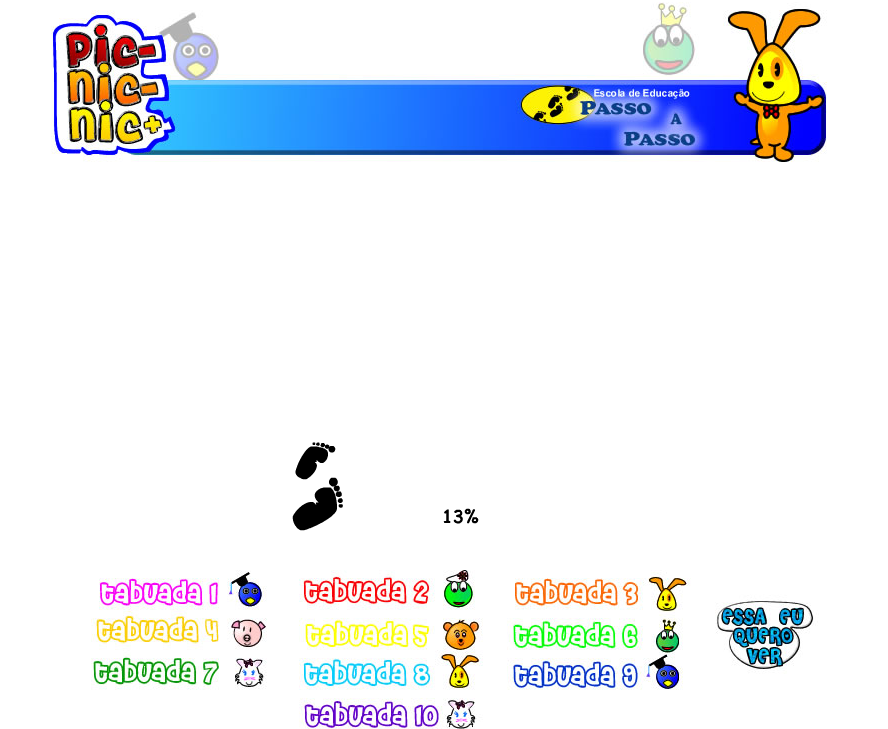 Pic-
nic-
nic+
Escola de Educação
Passo
A
Passo
13%
tabuada 1
tabuada 2
tabuada 3
tabuada 4
tabuada 5
tabuada 6
tabuada 7
tabuada 8
tabuada 9
tabuada 10
essa eu
quero
ver